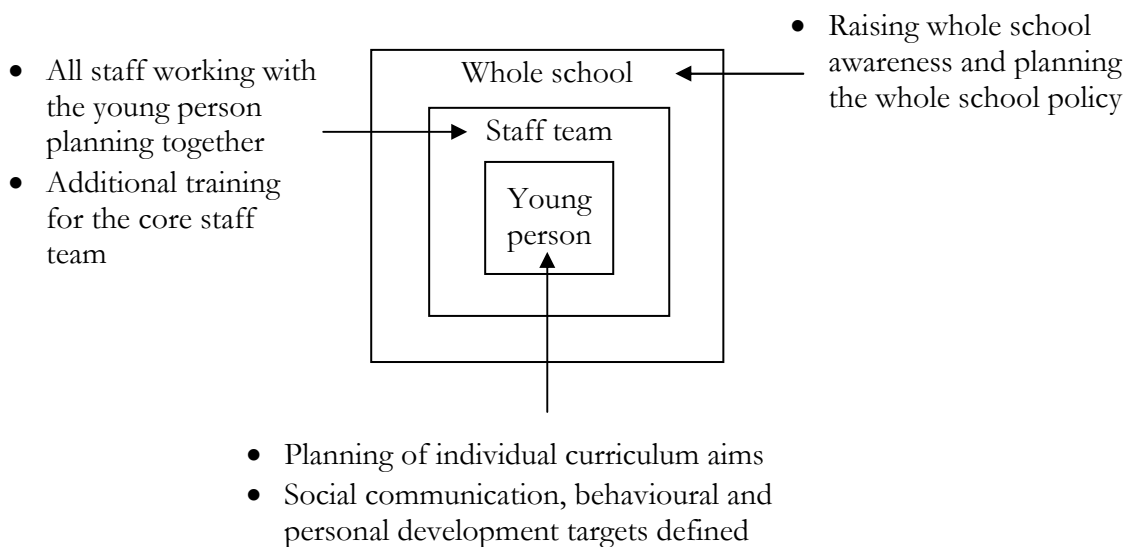 • Raising whole school
awareness and planning
the whole school policy
• All staff working with
the young person
planning together
• Additional training
for the core staff
team
Whole school
Staff team
Young
person
• Planning of individual curriculum aims
• Social communication, behavioural and
personal development targets defined